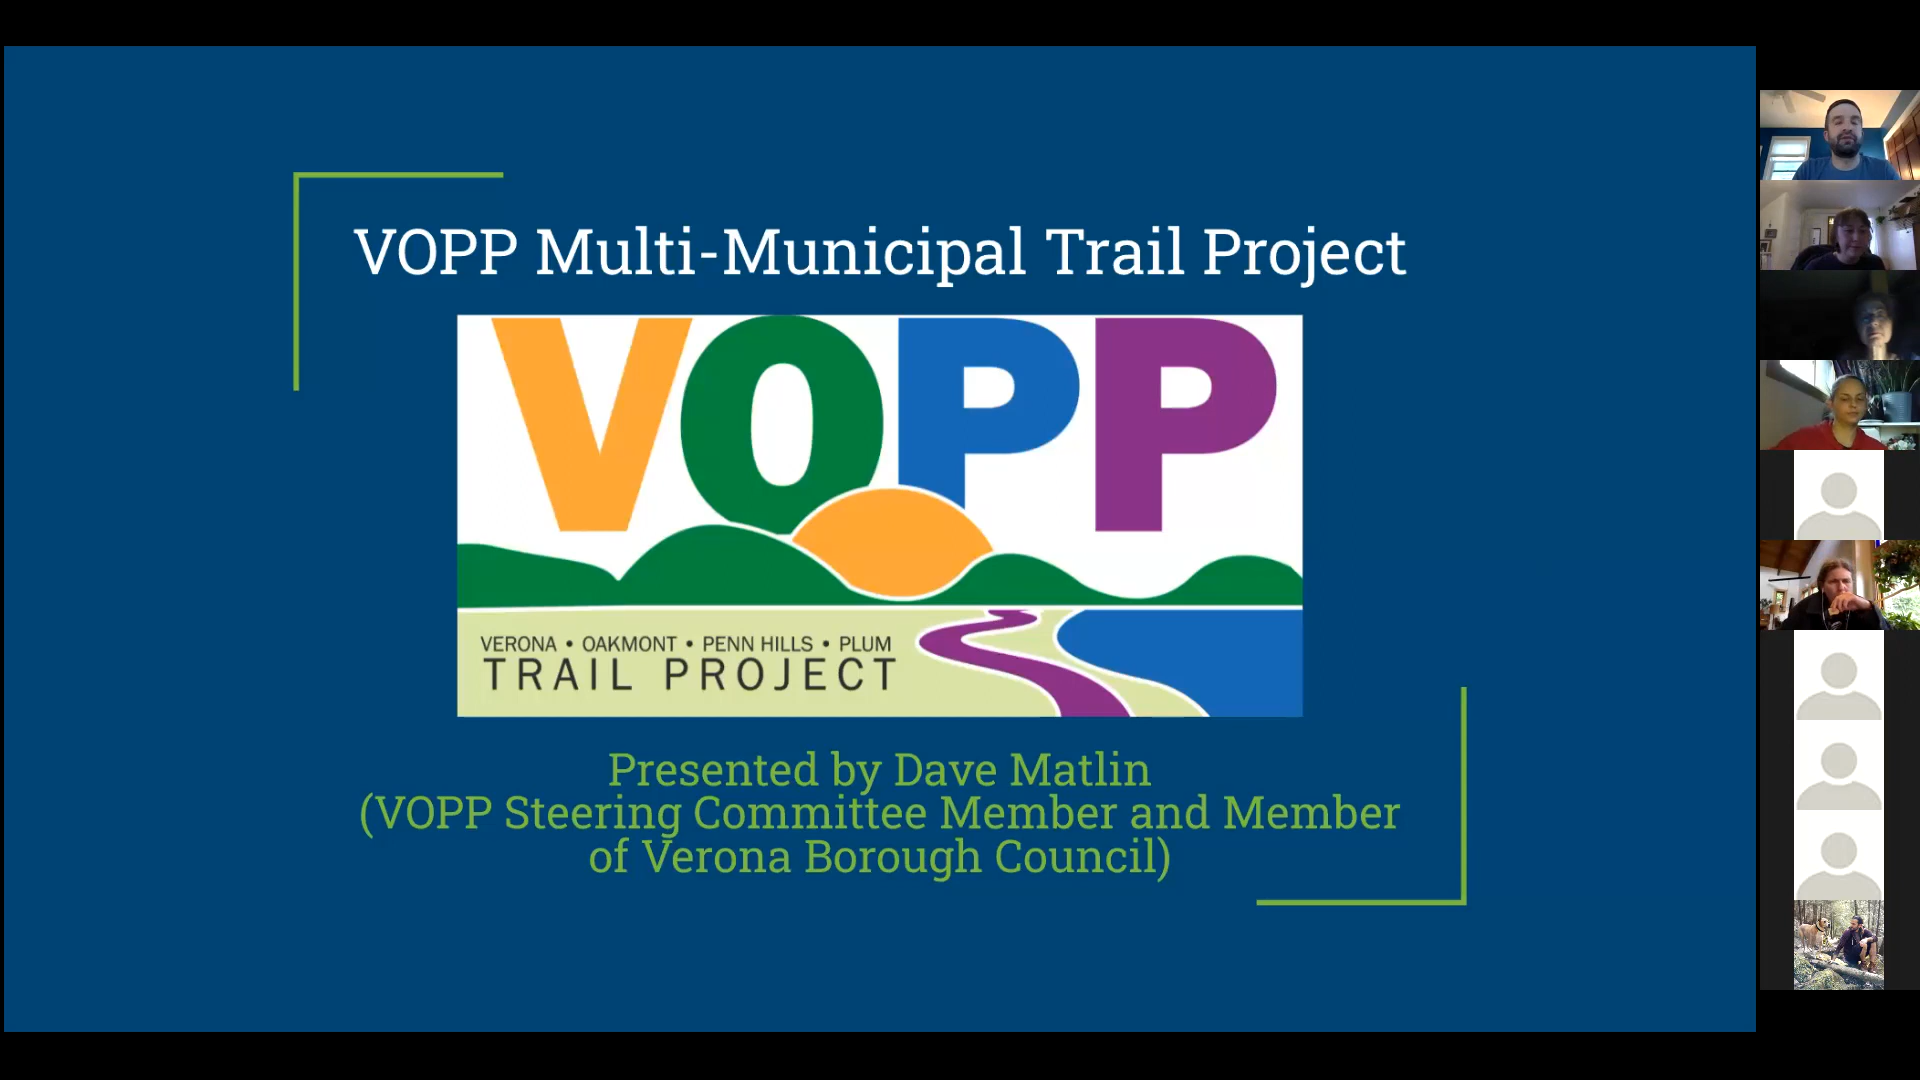 VOPP Multi-Municipal Trail Project
VOPP
VERONA • OAKMONT • PENN HILLS • PLUM
TRAIL PROJECT
Presented by Dave Matlin
(VOPP Steering Committee Member and Member
of Verona Borough Council)